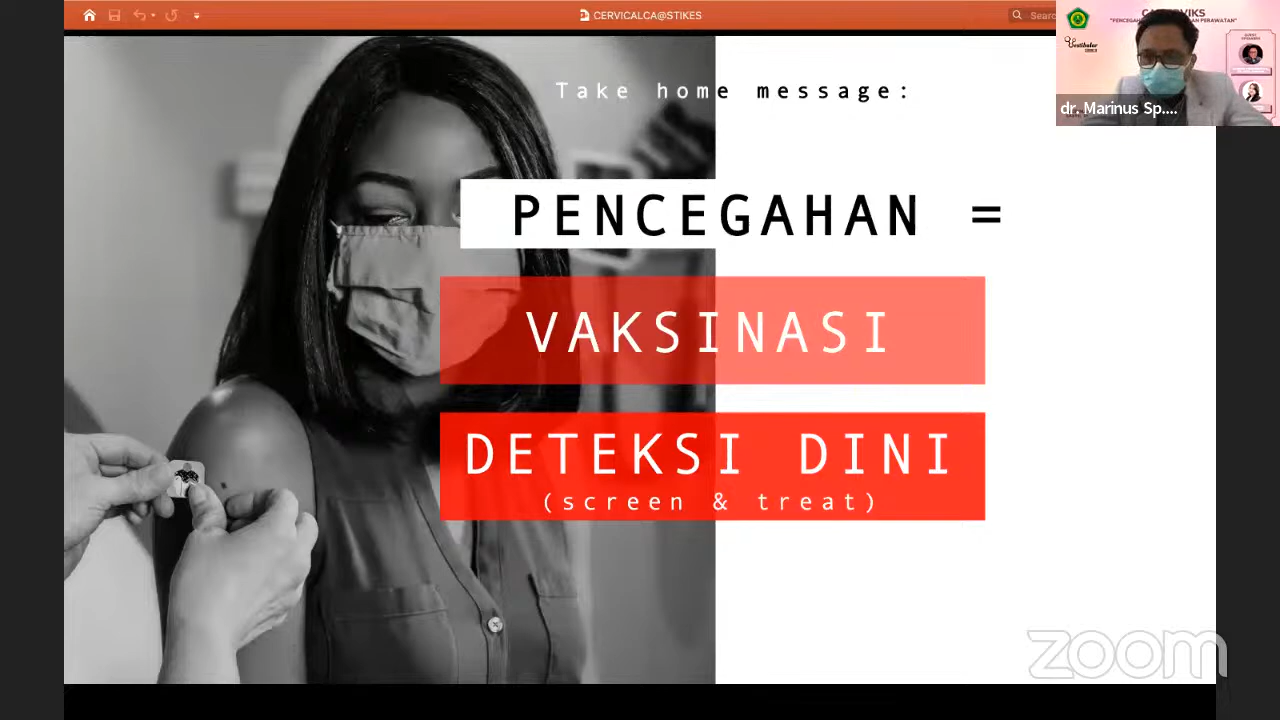 CERVICALCA@STIKES
Take home message:
PENCEGAHAN =
VAKSINASI
DETEKSI DINI
(screen & treat)
dr. Marinus Sp....
zoom